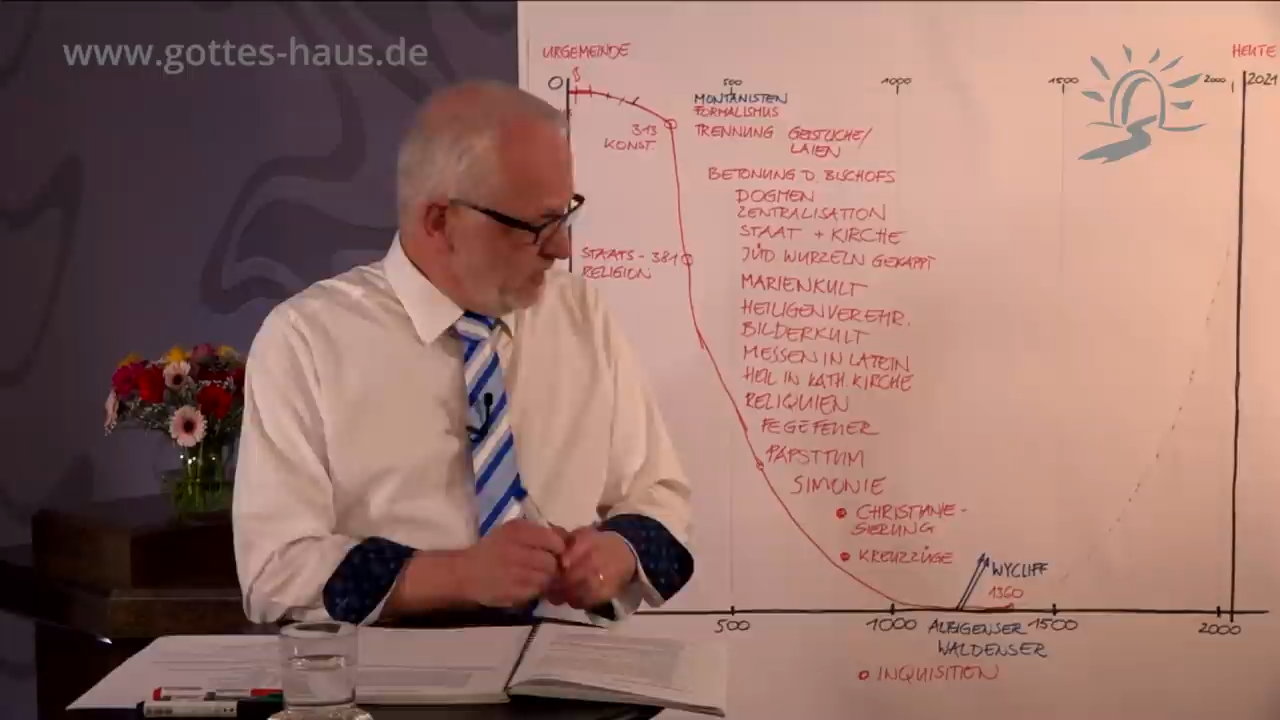 www.gottes-haus.de
URGEMEINDE
HEUTE
0
500
1000
1500
2000
2021
MONTANISTEN
FORMALISMUS
313
KONST.
TRENNUNG GEISTLICHE/
LAIEN
BETONUNG D. BISCHOFS
DOGMEN
ZENTRALISATION
STAAT + KIRCHE
STAATS- 381
RELIGION
JÜD WURZELN GEKAPPT
MARIENKULT
HEILIGENVEREHR.
BILDERKULT
MESSEN IN LATEIN
HEIL IN KATH. KIRCHE
RELIQUIEN
FEGEFEUER
PAPSTTUM
SIMONIE
CHRISTIANI-
SIERUNG
KREUZZÜGE
WYCLIFF
1360
500
1000
1500
2000
ALBIGENSER
WALDENSER
INQUISITION